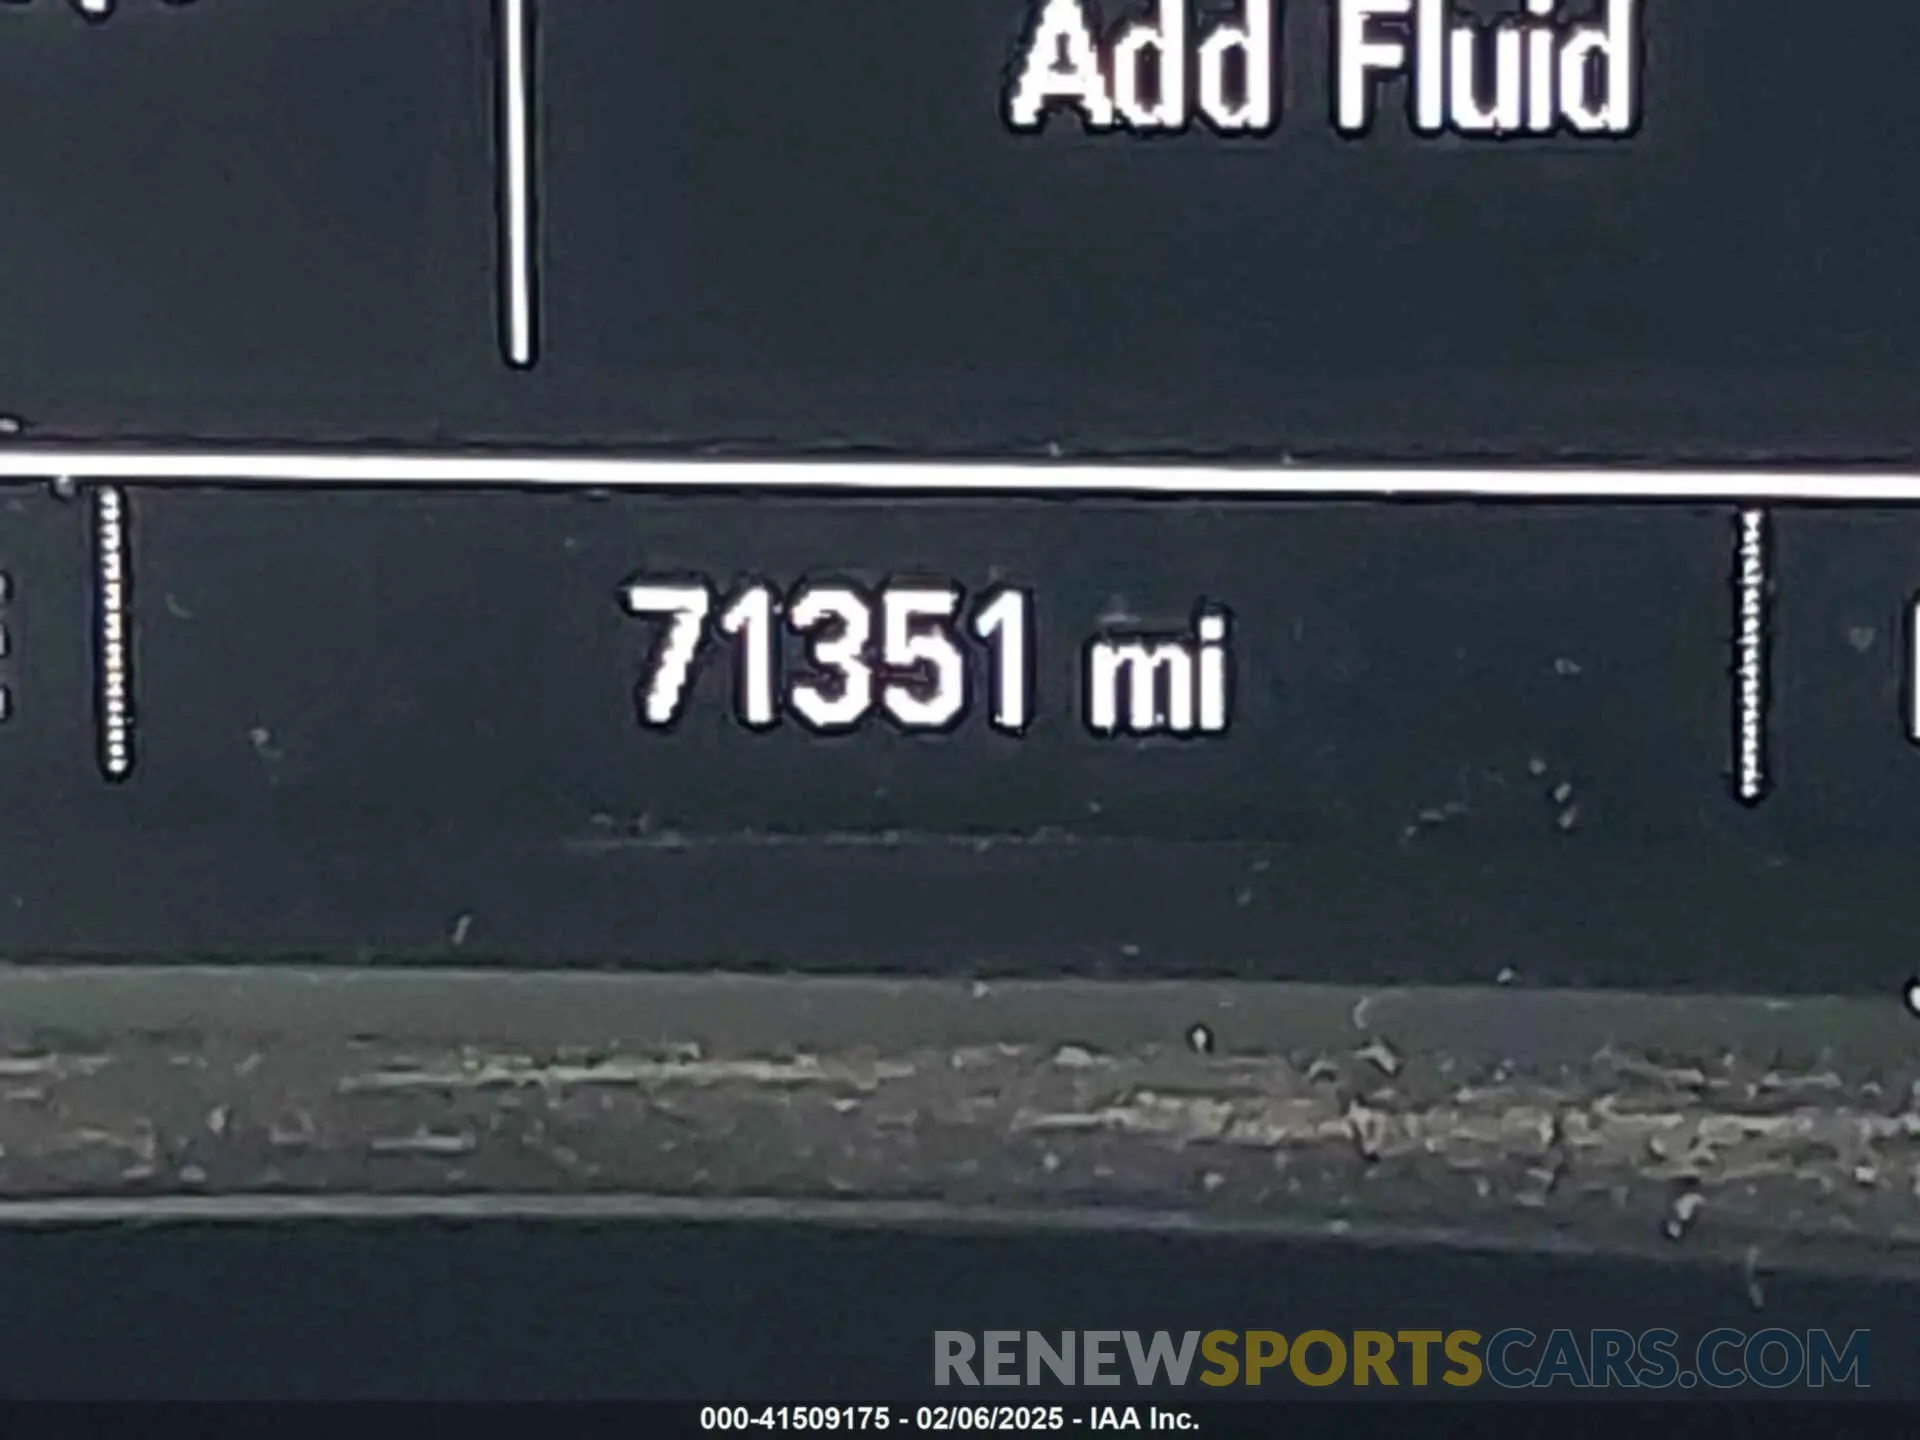 Add Fluid
71351 mi
RENEWSPORTSCARS.COM
000-41509175 - 02/06/2025 - IAA Inc.